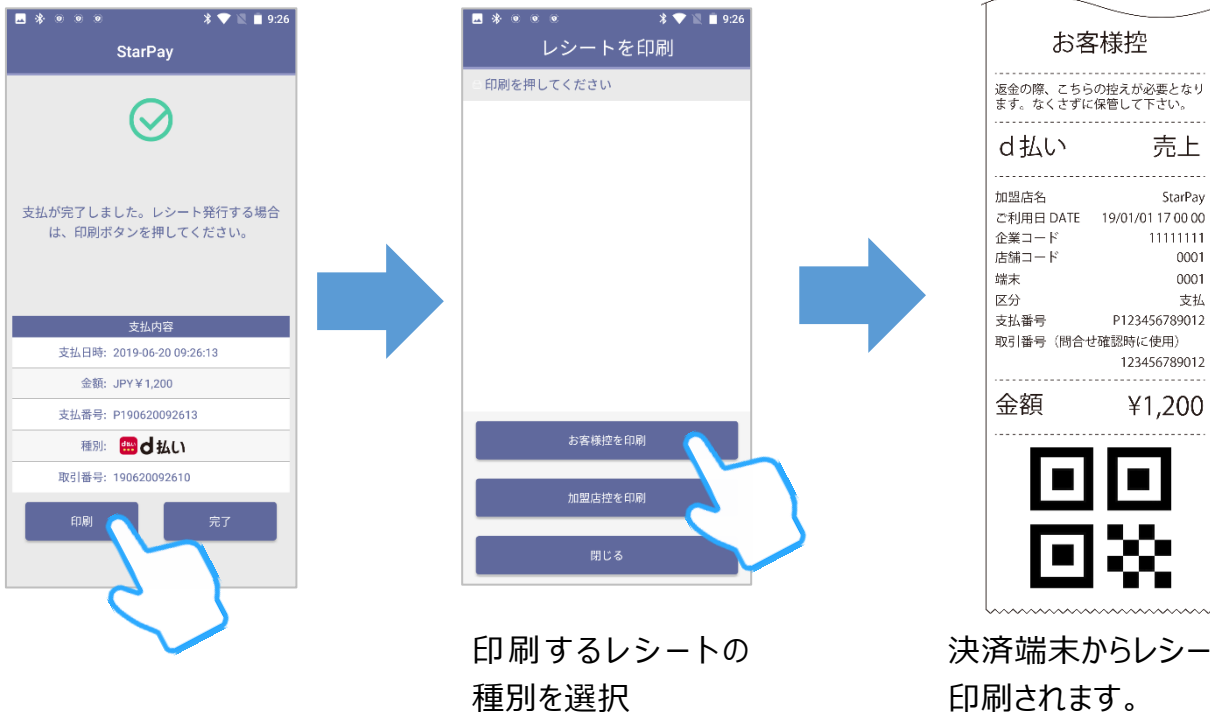 9:26
StarPay
支払が完了しました。レシート発行する場合
は、印刷ボタンを押してください。
支払内容
支払日時: 2019-06-20 09:26:13
金額: JPY￥1,200
支払番号: P190620092613
種別: d払い d払い
取引番号: 190620092610
印刷 完了
9:26
レシートを印刷
印刷を押してください
お客様控を印刷
加盟店控を印刷
閉じる
印刷するレシートの
種別を選択
お客様控
返金の際、こちらの控えが必要となり
ます。なくさずに保管して下さい。
d払い 売上
加盟店名 StarPay
ご利用日 DATE 19/01/01 17 00 00
企業コード 11111111
店舗コード 0001
端末 0001
区分 支払
支払番号 P123456789012
取引番号（問合せ確認時に使用）
123456789012
金額 ¥1,200
決済端末からレシー
印刷されます。